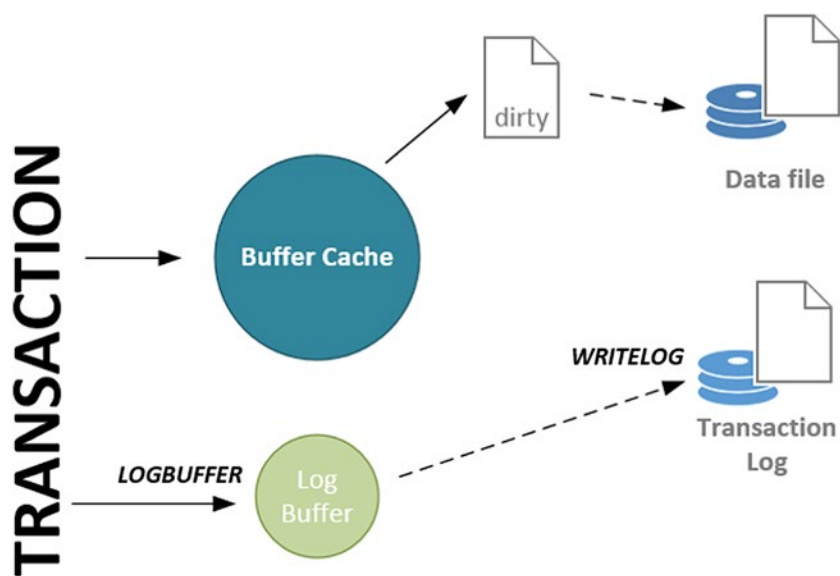 TRANSACTION
dirty
Data file
Buffer Cache
WRITELOG
Transaction
Log
LOGBUFFER
Log
Buffer